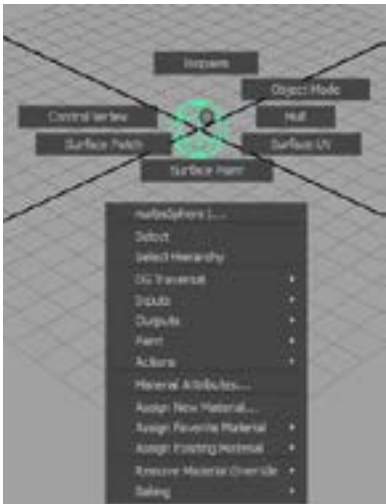 Isoparm
Object Mode
Control Vertex
Hull
Surface Patch
Surface UV
Surface Point
nurbsSphere1...
Select
Select Hierarchy
DG Traversal
Inputs
Outputs
Paint
Actions
Material Attributes...
Assign New Material...
Assign Favorite Material
Assign Existing Material
Remove Material Override
Baking